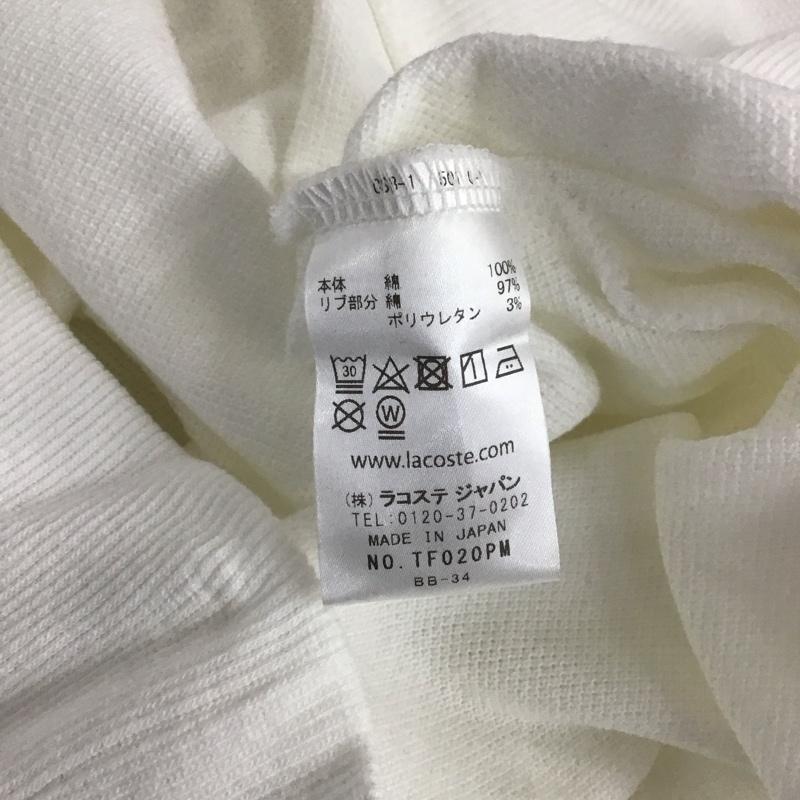 本体 綿 100%
リブ部分 綿 97%
ポリウレタン 3%
30
W
www.lacoste.com
(株) ラコステ ジャパン
TEL:0120-37-0202
MADE IN JAPAN
NO. TF020PM
BB-34